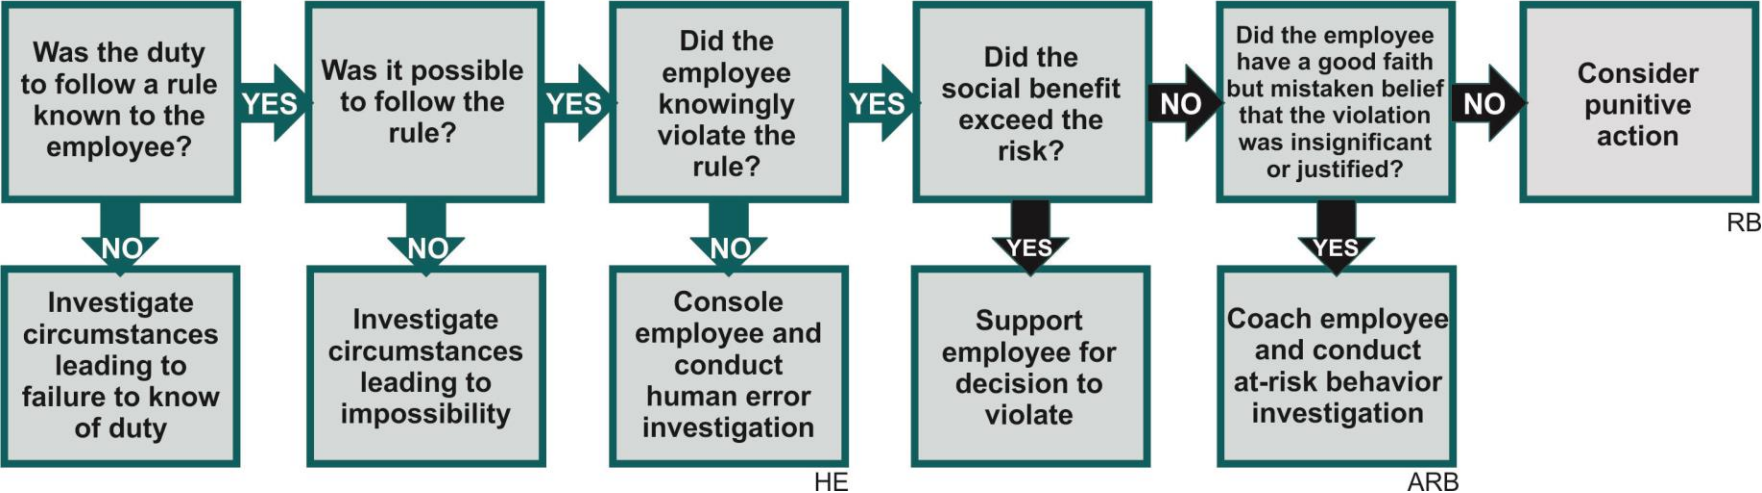 Was the duty
to follow a rule
known to the
employee?
YES
Was it possible
to follow the
rule?
YES
Did the
employee
knowingly
violate the
rule?
YES
Did the
social benefit
exceed the
risk?
NO
Did the employee
have a good faith
but mistaken belief
that the violation
was insignificant
or justified?
NO
Consider
punitive
action
RB
NO
NO
NO
YES
YES
Investigate
circumstances
leading to
failure to know
of duty
Investigate
circumstances
leading to
impossibility
Console
employee and
conduct
human error
investigation
HE
Support
employee for
decision to
violate
Coach employee
and conduct
at-risk behavior
investigation
ARB